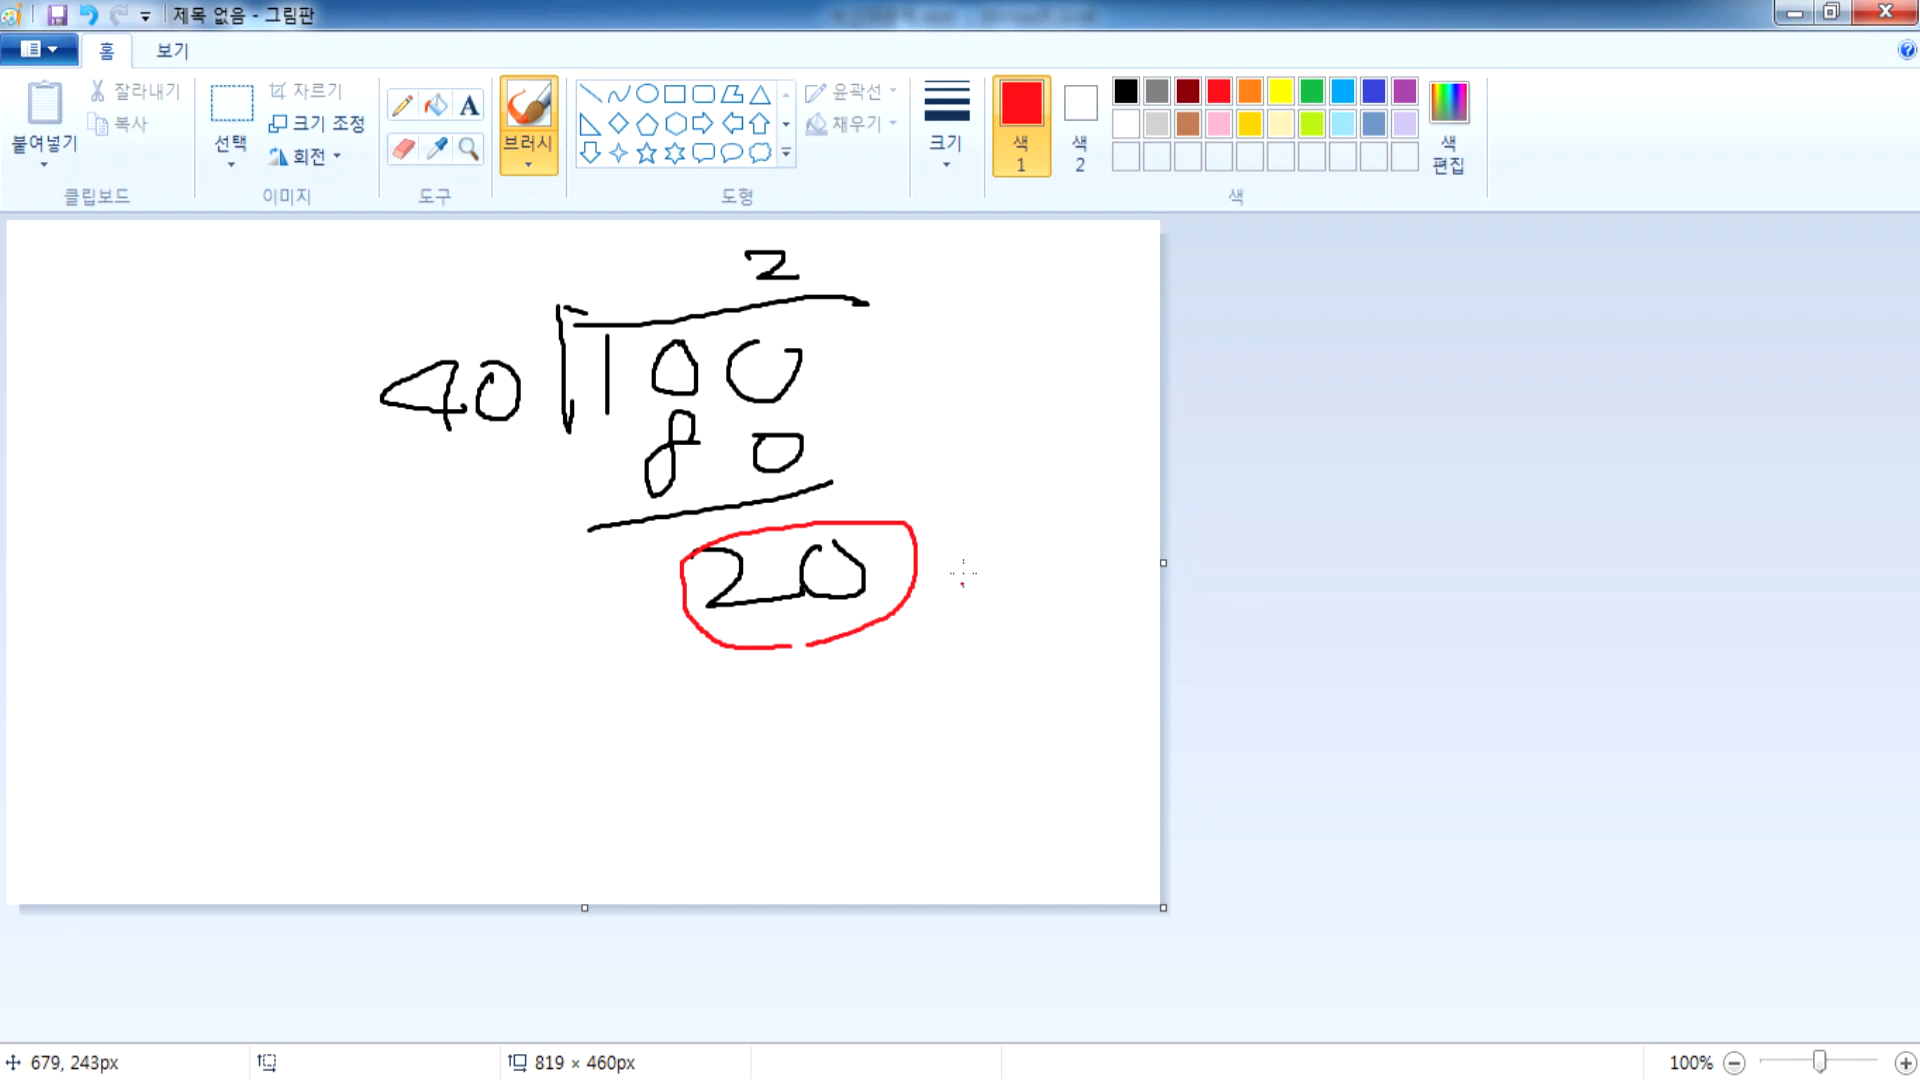 제목 없음 - 그림판
홈 보기
붙여넣기
잘라내기
복사
클립보드
선택
자르기
크기 조정
회전
이미지
A
도구
브러시
도형
윤곽선
채우기
크기
색
1
색
2
색
편집
색
2
40 100
80
20
679, 243px
819 × 460px
100%